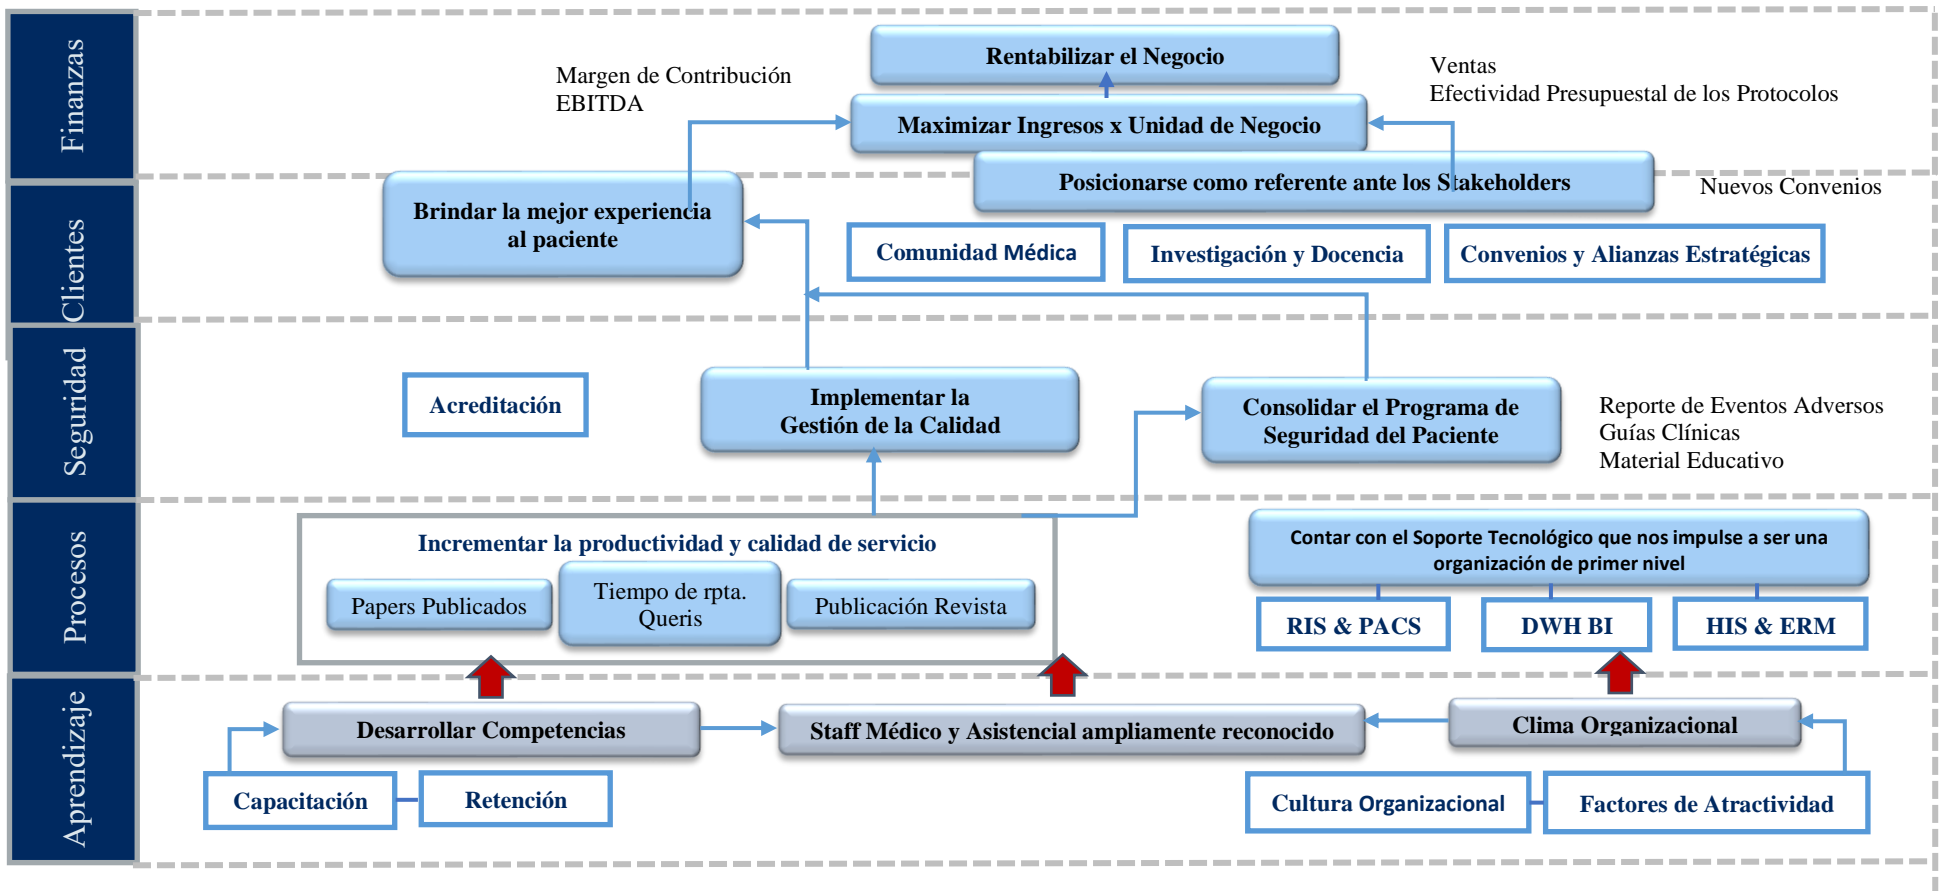 Finanzas
Rentabilizar el Negocio
Margen de Contribución
EBITDA
Ventas
Efectividad Presupuestal de los Protocolos
Maximizar Ingresos x Unidad de Negocio
Clientes
Posicionarse como referente ante los Stakeholders
Nuevos Convenios
Brindar la mejor experiencia
al paciente
Comunidad Médica
Investigación y Docencia
Convenios y Alianzas Estratégicas
Seguridad
Acreditación
Implementar la
Gestión de la Calidad
Consolidar el Programa de
Seguridad del Paciente
Reporte de Eventos Adversos
Guías Clínicas
Material Educativo
Procesos
Incrementar la productividad y calidad de servicio
Papers Publicados
Tiempo de rpta.
Queris
Publicación Revista
Contar con el Soporte Tecnológico que nos impulse a ser una
organización de primer nivel
RIS & PACS
DWH BI
HIS & ERM
Aprendizaje
Desarrollar Competencias
Staff Médico y Asistencial ampliamente reconocido
Clima Organizacional
Capacitación
Retención
Cultura Organizacional
Factores de Atractividad